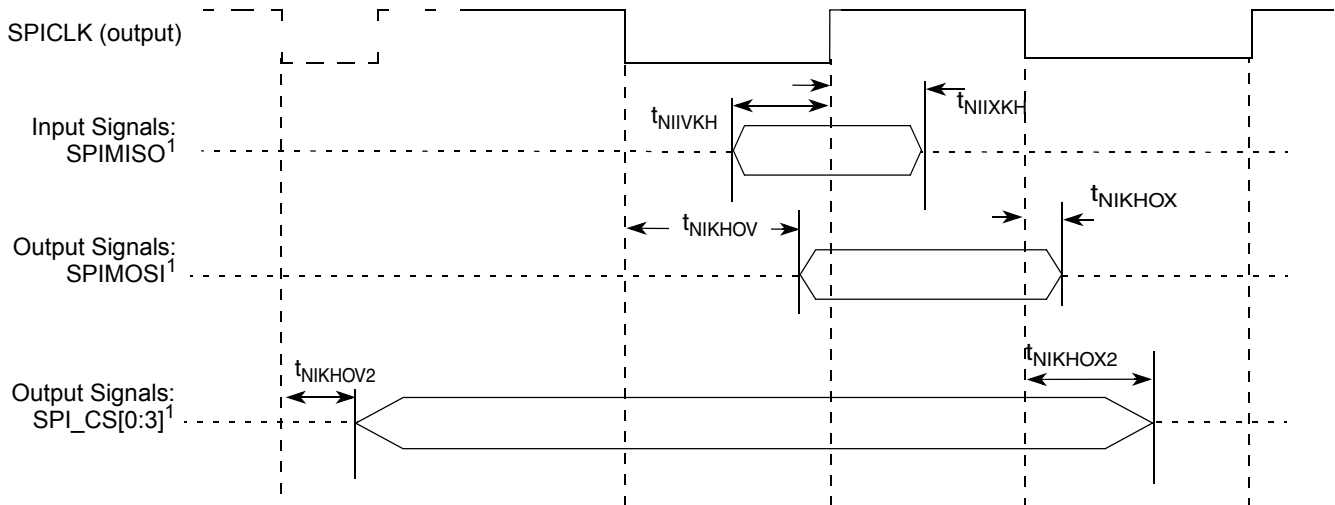 SPICLK (output)
tNIIVKH
tNIIXKH
Input Signals:
SPIMISO1
tNIKHOV
tNIKHOX
Output Signals:
SPIMOSI1
tNIKHOV2
tNIKHOX2
Output Signals:
SPI_CS[0:3]1